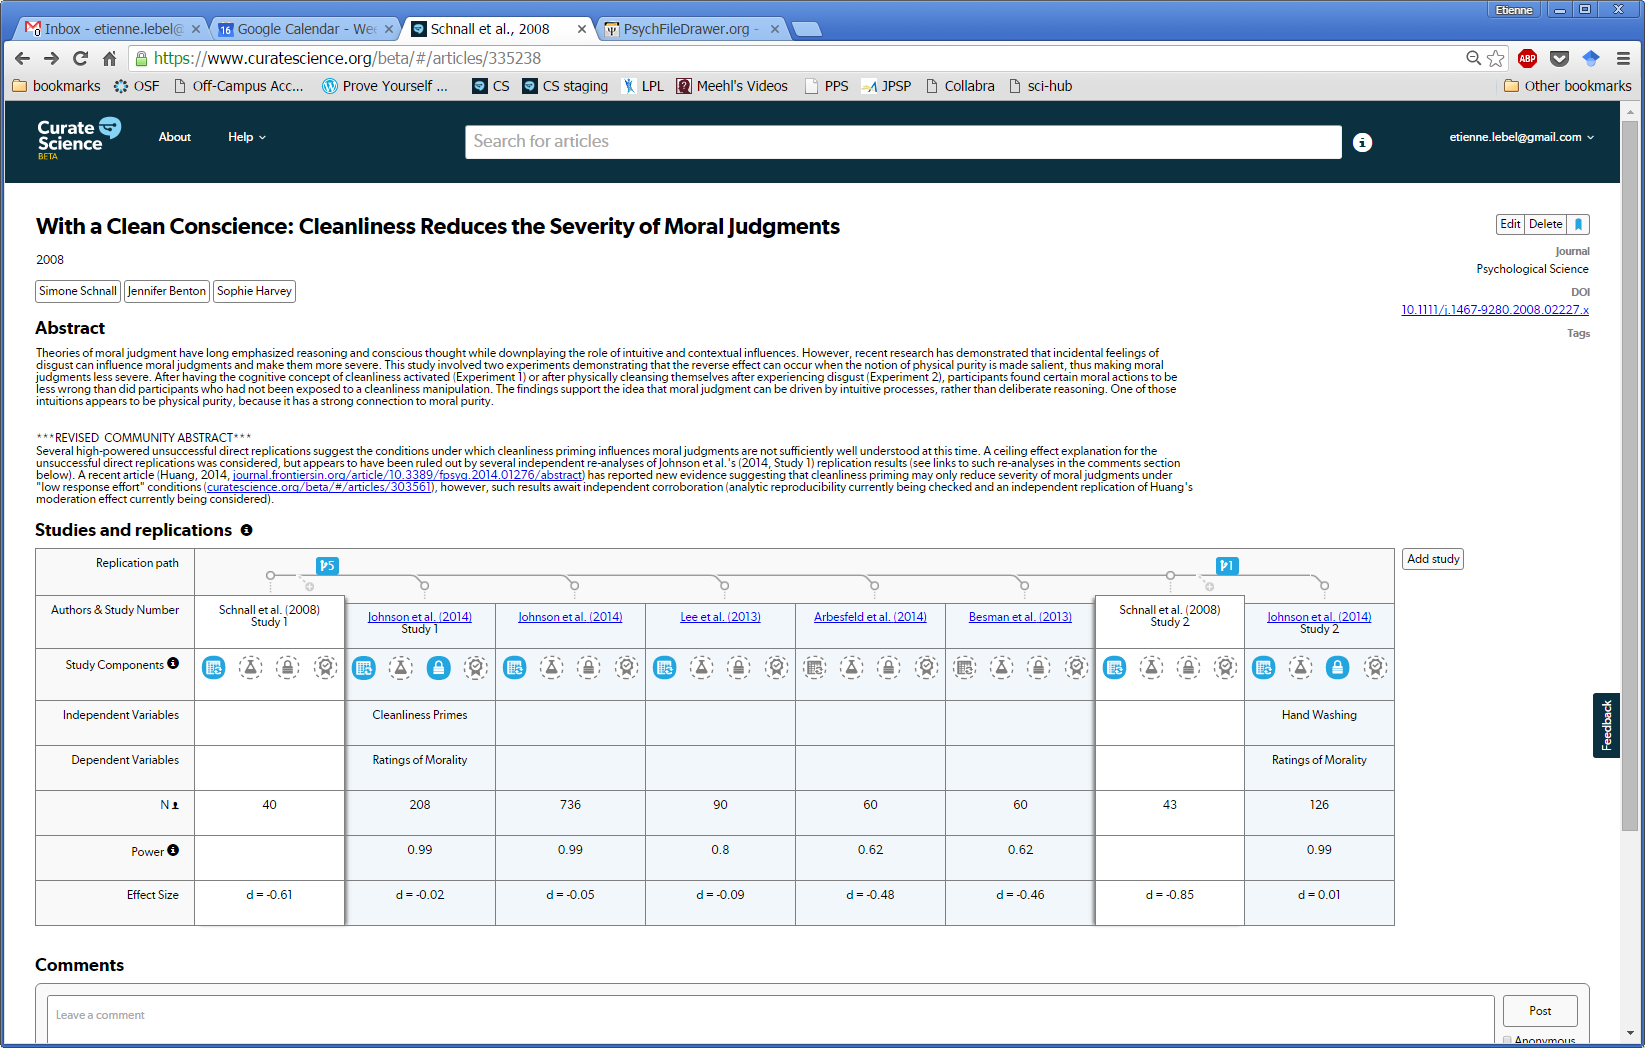 Etienne
Inbox - etienne.lebel@
Google Calendar - Wee
Schnall et al., 2008
PsychFileDrawer.org -
https://www.curatescience.org/beta/#/articles/335238
ABP
bookmarks
OSF
Off-Campus Acc...
Prove Yourself ...
CS
CS staging
LPL
Meehl's Videos
PPS
JPSP
Collabra
sci-hub
Other bookmarks
Curate
Science
BETA
About
Help
Search for articles
etienne.lebel@gmail.com
With a Clean Conscience: Cleanliness Reduces the Severity of Moral Judgments
Edit Delete
2008
Journal
Psychological Science
Simone Schnall Jennifer Benton Sophie Harvey
DOI
10.1111/j.1467-9280.2008.02227.x
Tags
Abstract
Theories of moral judgment have long emphasized reasoning and conscious thought while downplaying the role of intuitive and contextual influences. However, recent research has demonstrated that incidental feelings of
disgust can influence moral judgments and make them more severe. This study involved two experiments demonstrating that the reverse effect can occur when the notion of physical purity is made salient, thus making moral
judgments less severe. After having the cognitive concept of cleanliness activated (Experiment 1) or after physically cleansing themselves after experiencing disgust (Experiment 2), participants found certain moral actions to be
less wrong than did participants who had not been exposed to a cleanliness manipulation. The findings support the idea that moral judgment can be driven by intuitive processes, rather than deliberate reasoning. One of those
intuitions appears to be physical purity, because it has a strong connection to moral purity.
***REVISED COMMUNITY ABSTRACT***
Several high-powered unsuccessful direct replications suggest the conditions under which cleanliness priming influences moral judgments are not sufficiently well understood at this time. A ceiling effect explanation for the
unsuccessful direct replications was considered, but appears to have been ruled out by several independent re-analyses of Johnson et al.'s (2014, Study 1) replication results (see links to such re-analyses in the comments section
below). A recent article (Huang, 2014, journal.frontiersin.org/article/10.3389/fpsyg.2014.01276/abstract) has reported new evidence suggesting that cleanliness priming may only reduce severity of moral judgments under
"low response effort" conditions (curatescience.org/beta/#/articles/303561), however, such results await independent corroboration (analytic reproducibility currently being checked and an independent replication of Huang's
moderation effect currently being considered).
Studies and replications
Add study
Replication path 5 1
Authors & Study Number
Schnall et al. (2008)
Study 1
Johnson et al. (2014)
Study 1
Johnson et al. (2014)
Lee et al. (2013)
Arbesfeld et al. (2014)
Besman et al. (2013)
Schnall et al. (2008)
Study 2
Johnson et al. (2014)
Study 2
Study Components
Independent Variables Cleanliness Primes Hand Washing
Dependent Variables Ratings of Morality Ratings of Morality
N 40 208 736 90 60 60 43 126
Power 0.99 0.99 0.8 0.62 0.62 0.99
Effect Size d = -0.61 d = -0.02 d = -0.05 d = -0.09 d = -0.48 d = -0.46 d = -0.85 d = 0.01
Feedback
Comments
Leave a comment
Post
Anonymous